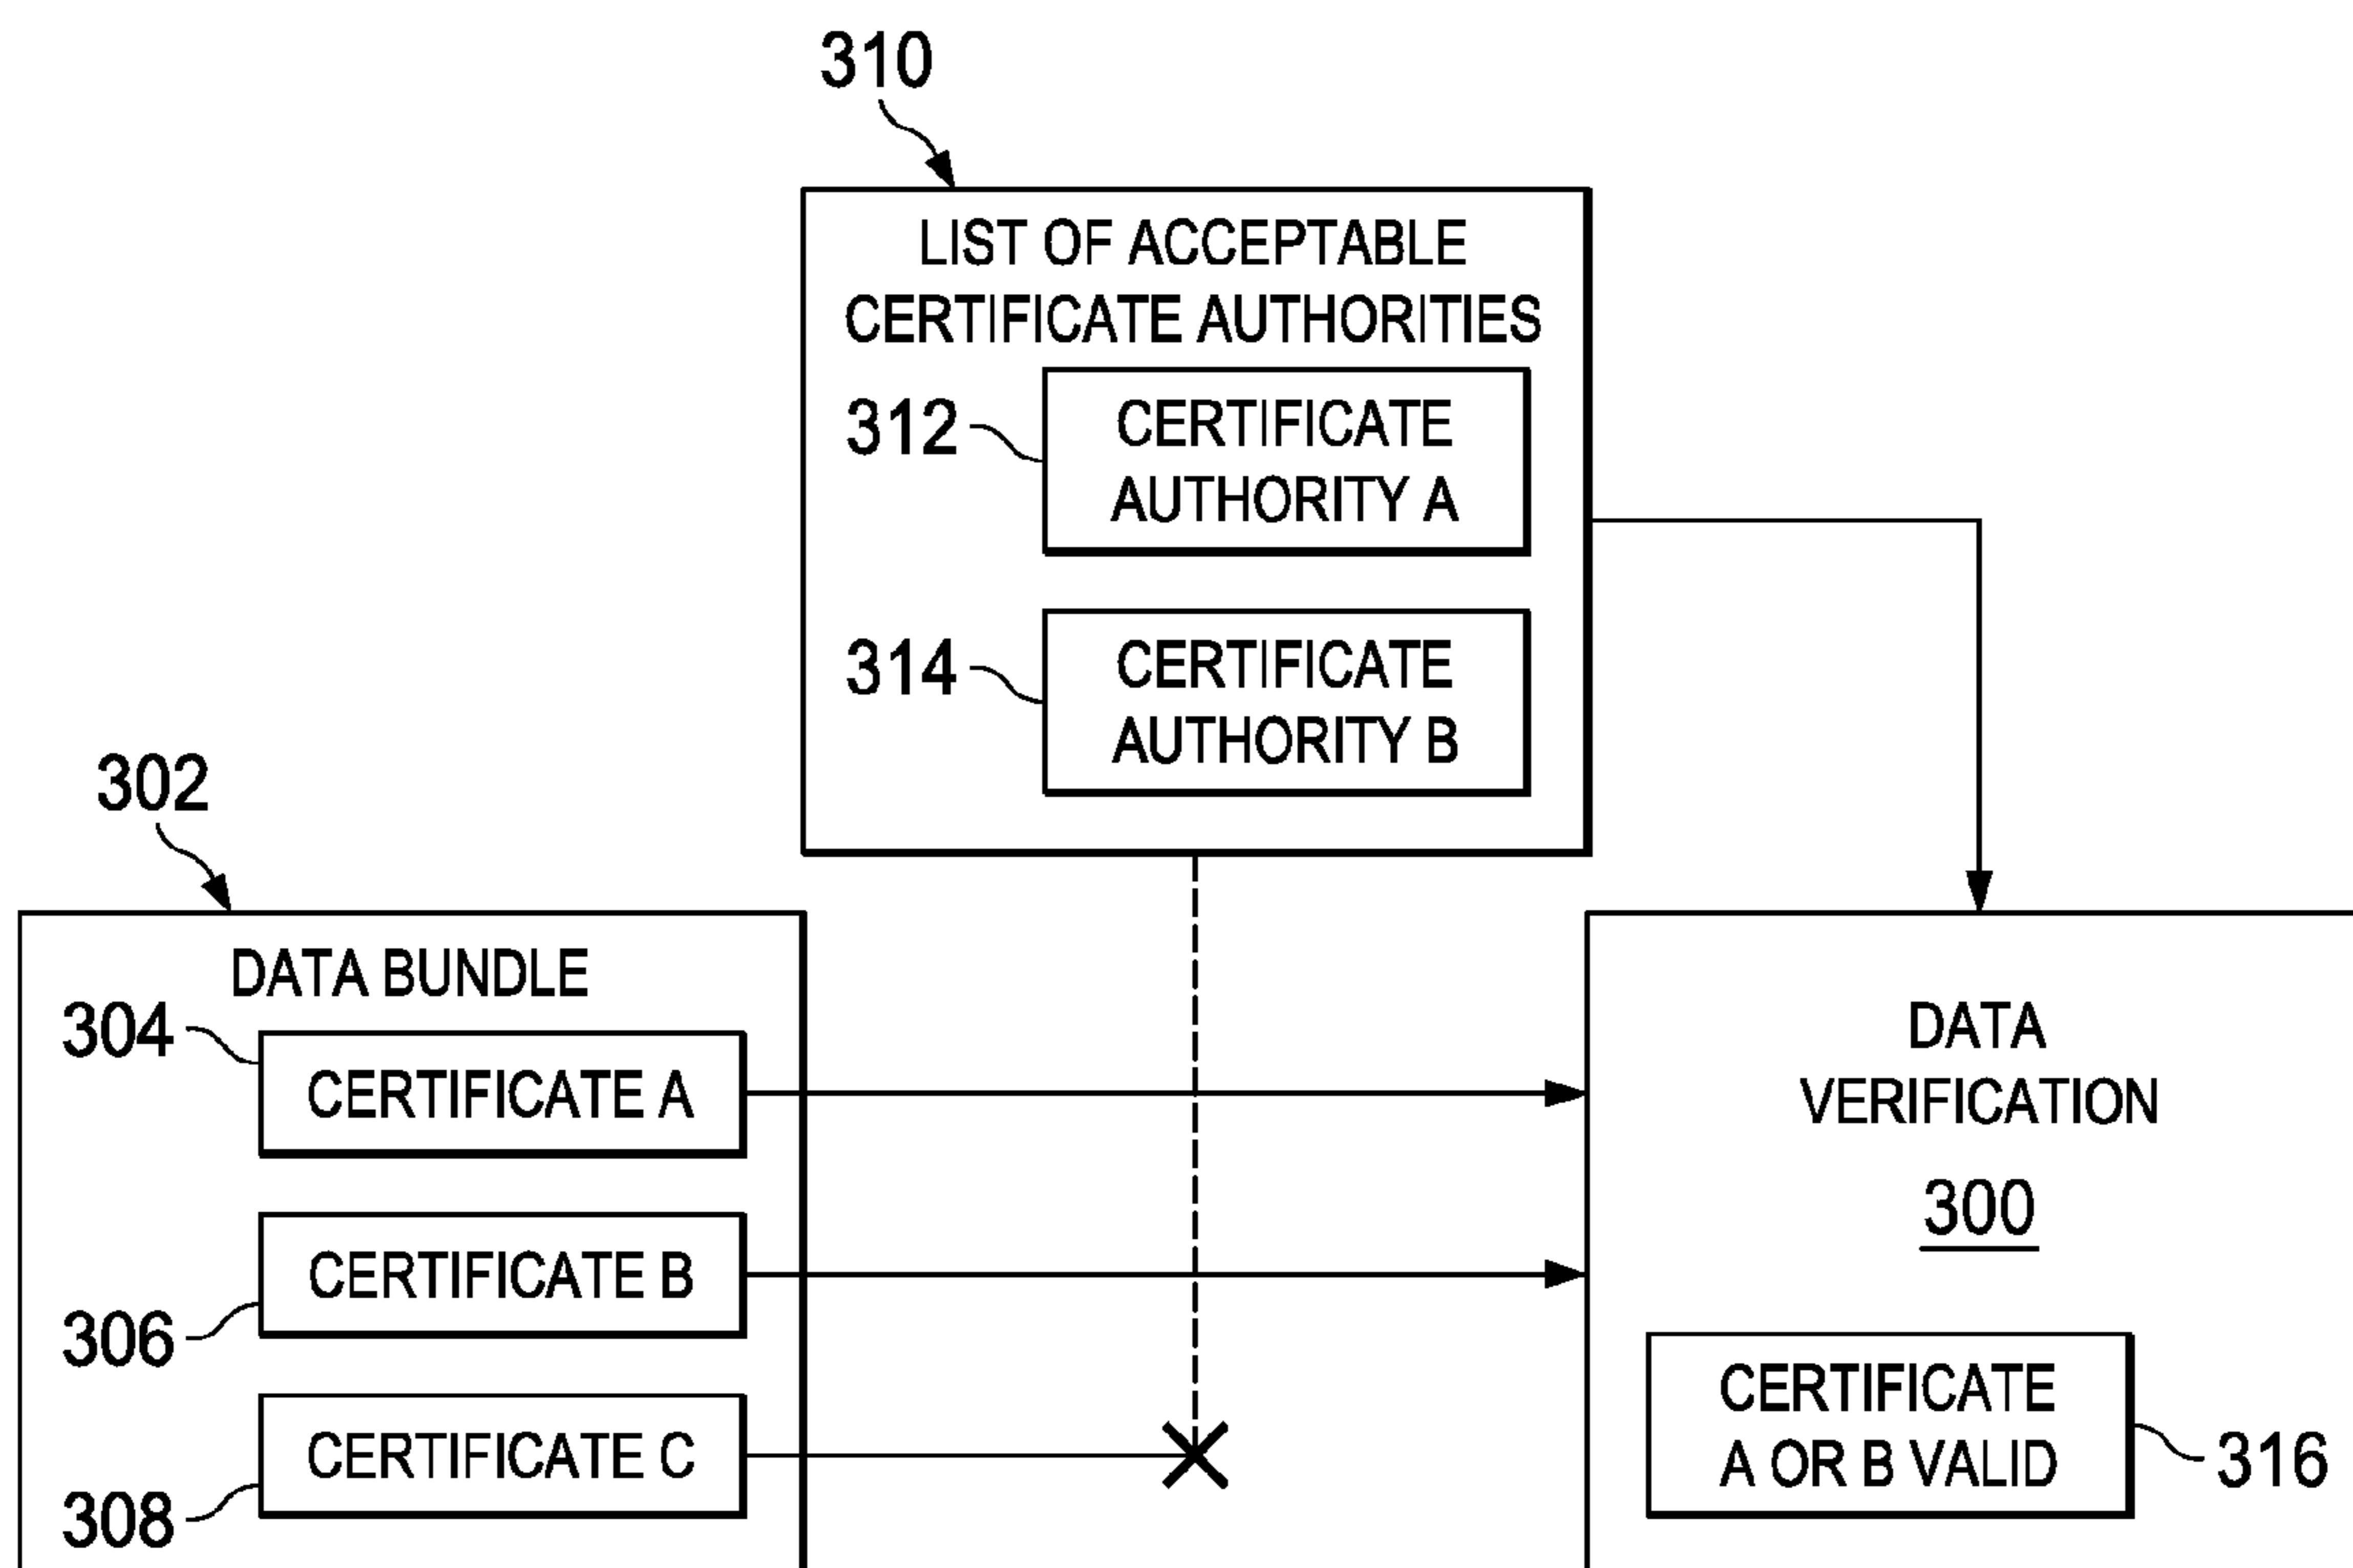 310
LIST OF ACCEPTABLE
CERTIFICATE AUTHORITIES
312
CERTIFICATE
AUTHORITY A
314
CERTIFICATE
AUTHORITY B
302
DATA BUNDLE
304
CERTIFICATE A
306
CERTIFICATE B
308
CERTIFICATE C
DATA
VERIFICATION
300
CERTIFICATE
A OR B VALID
316